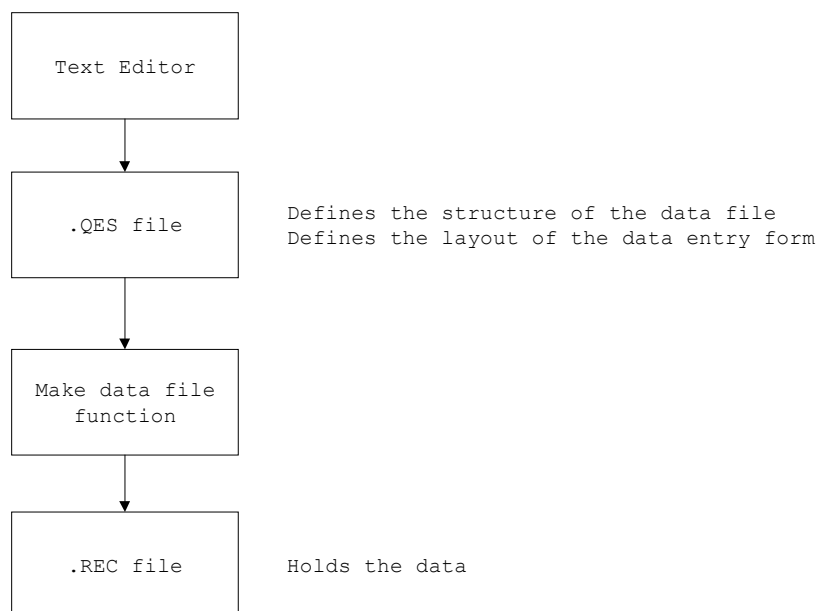 Text Editor
.QES file
Defines the structure of the data file
Defines the layout of the data entry form
Make data file
function
.REC file
Holds the data